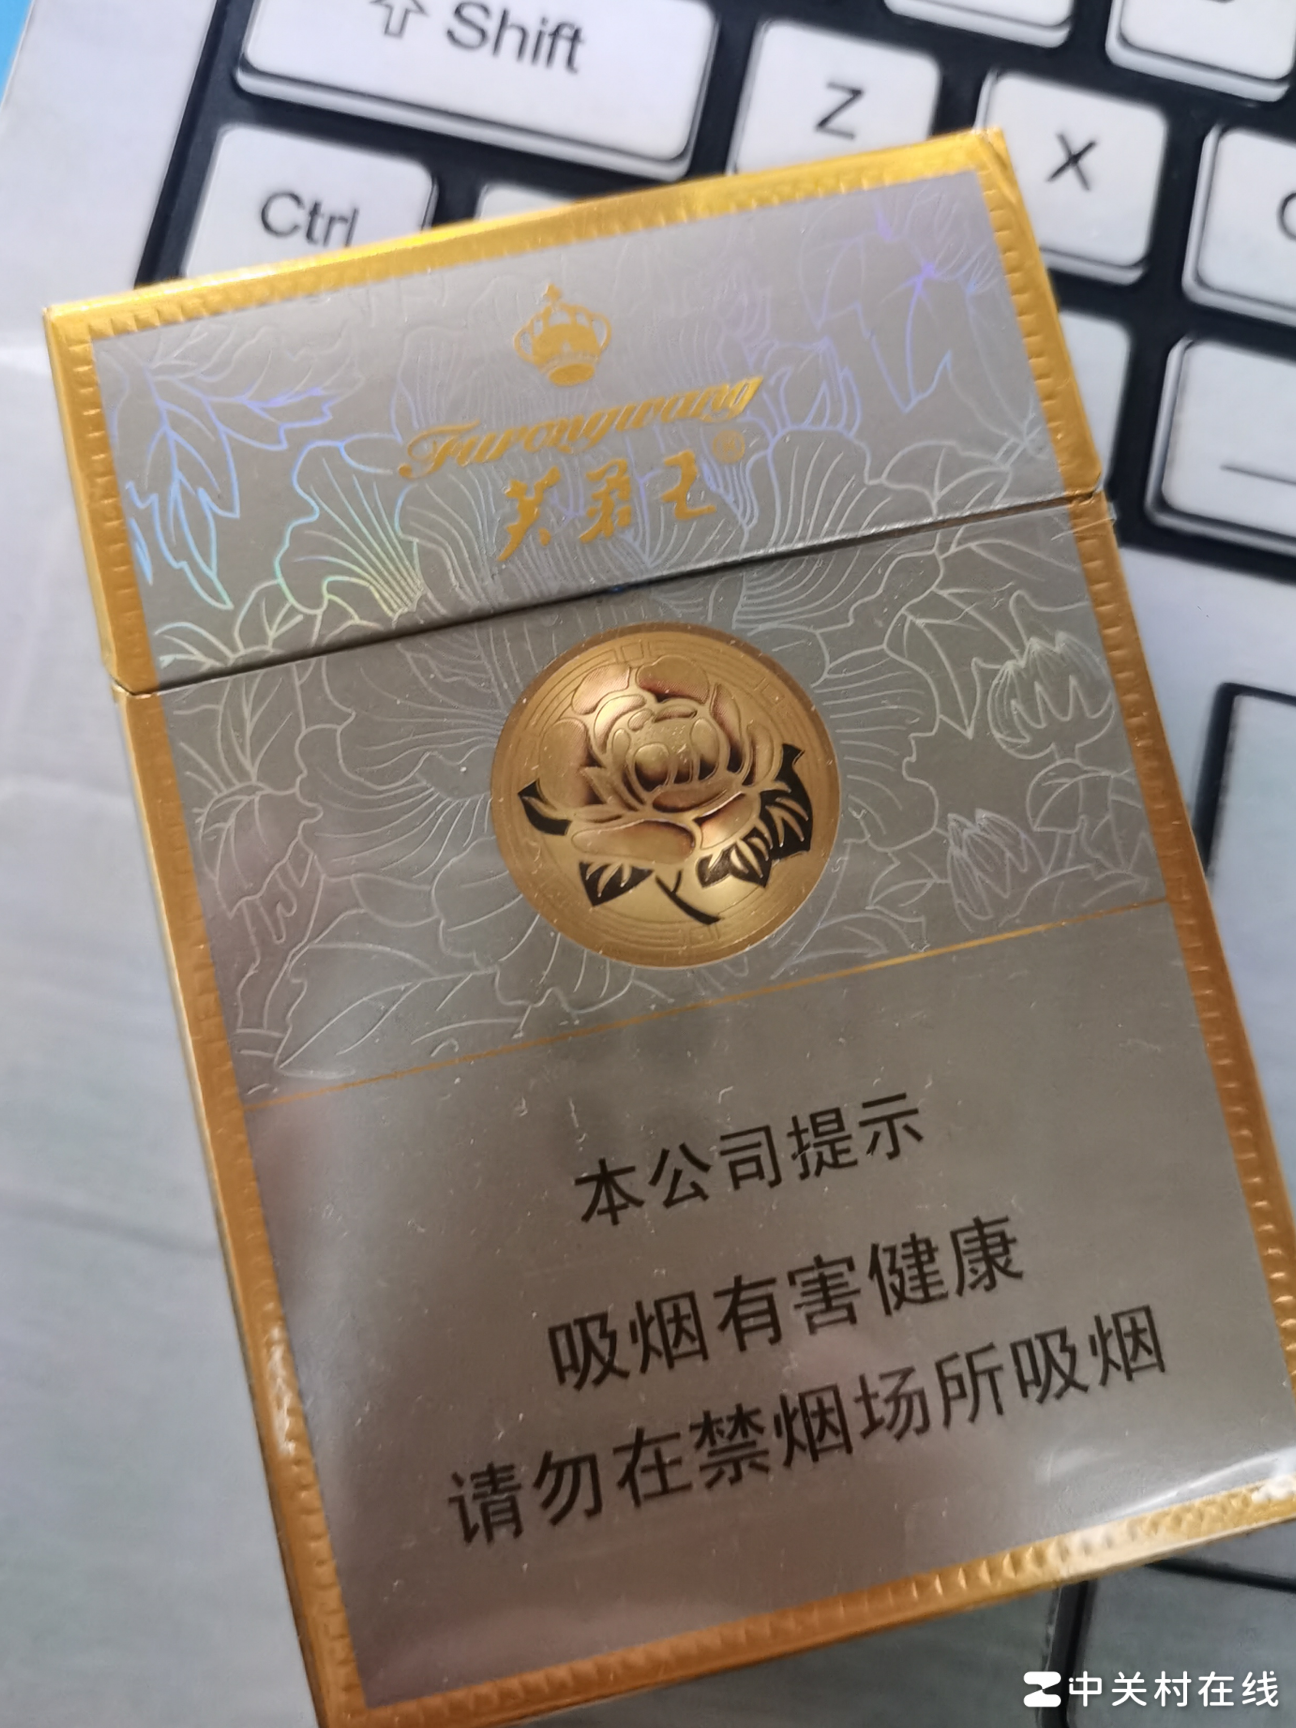 Shift
Z
X
Ctrl
Furongwang
芙蓉王®
本公司提示
吸烟有害健康
请勿在禁烟场所吸烟
中关村在线